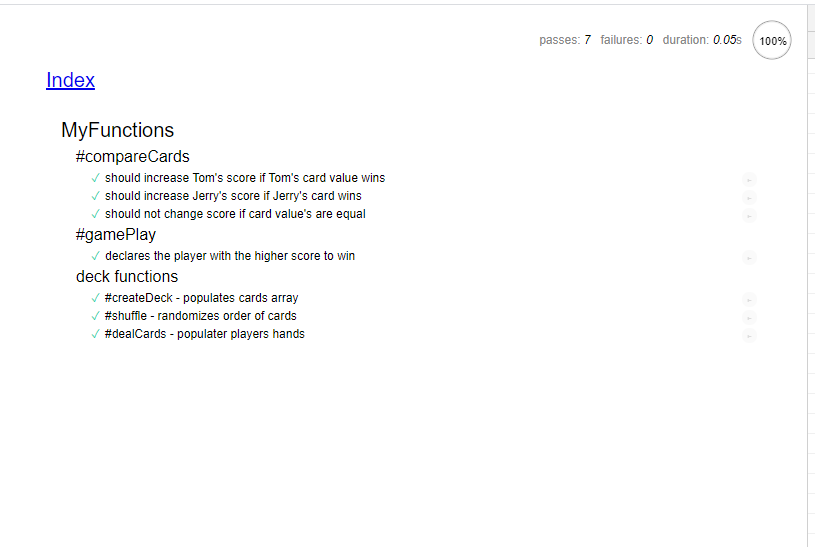 passes: 7 failures: 0 duration: 0.05s 100%
Index
MyFunctions
#compareCards
✓ should increase Tom's score if Tom's card value wins
✓ should increase Jerry's score if Jerry's card wins
✓ should not change score if card value's are equal
#gamePlay
✓ declares the player with the higher score to win
deck functions
✓ #createDeck - populates cards array
✓ #shuffle - randomizes order of cards
✓ #dealCards - populater players hands